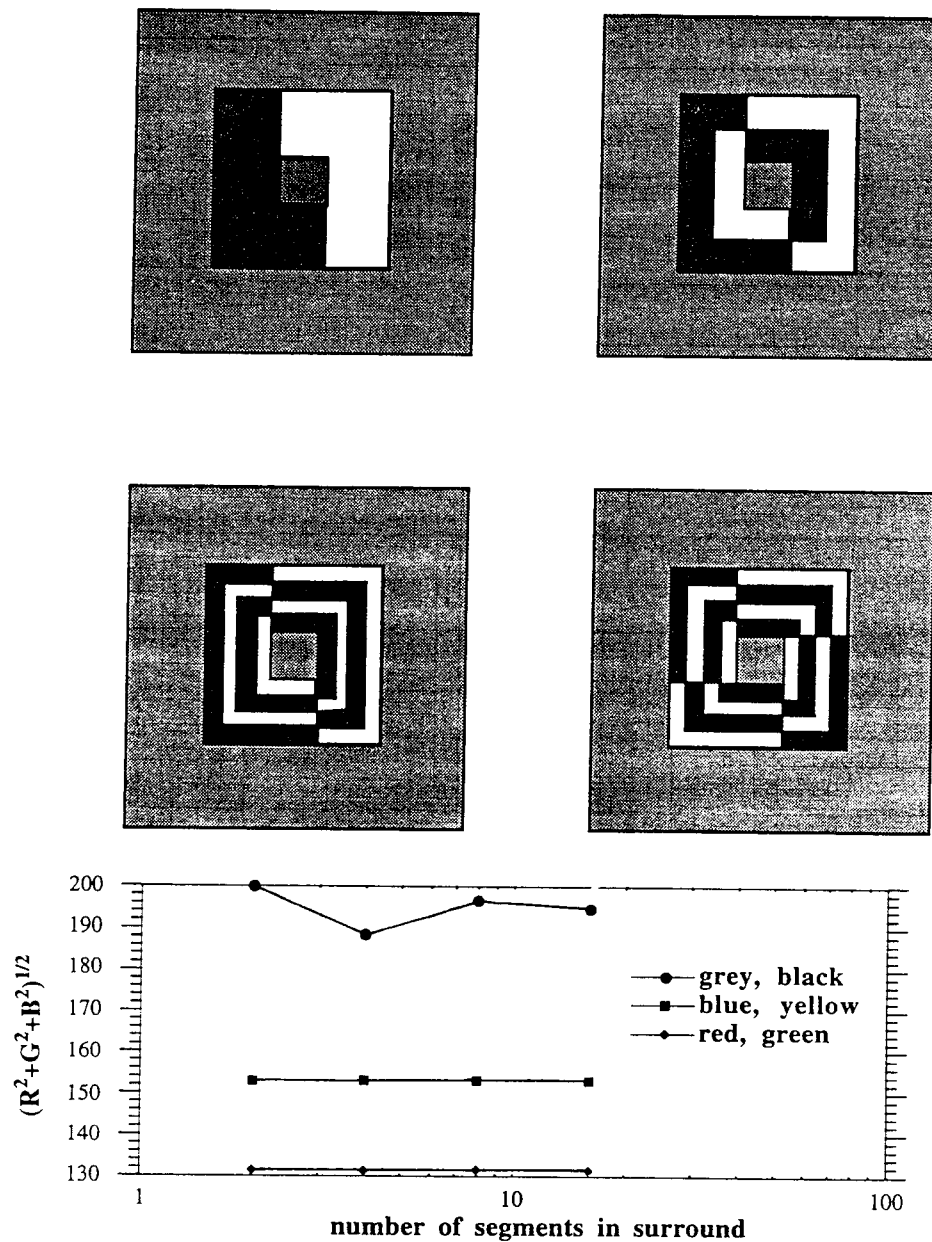 200
190
180
170
160
150
140
130
(R²+G²+B²)^1/2
grey, black
blue, yellow
red, green
1
10
100
number of segments in surround